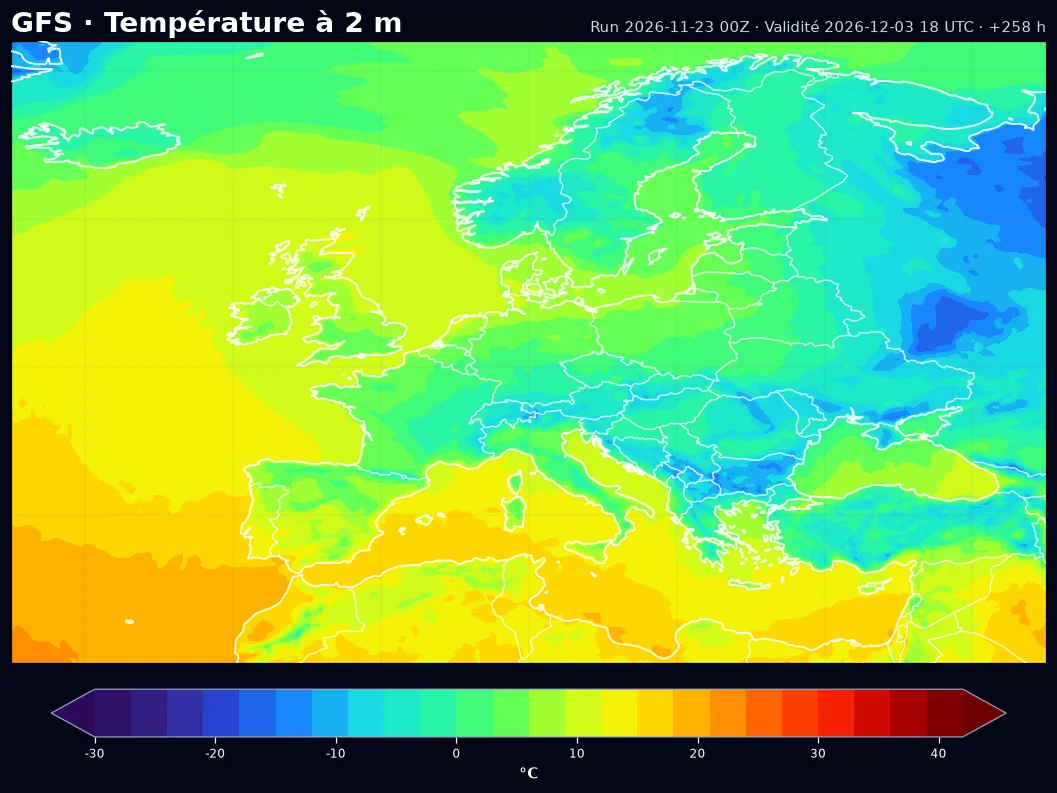 GFS · Température à 2 m
Run 2026-11-23 00Z · Validité 2026-12-03 18 UTC · +258 h
-30 -20 -10 0 10 20 30 40
°C